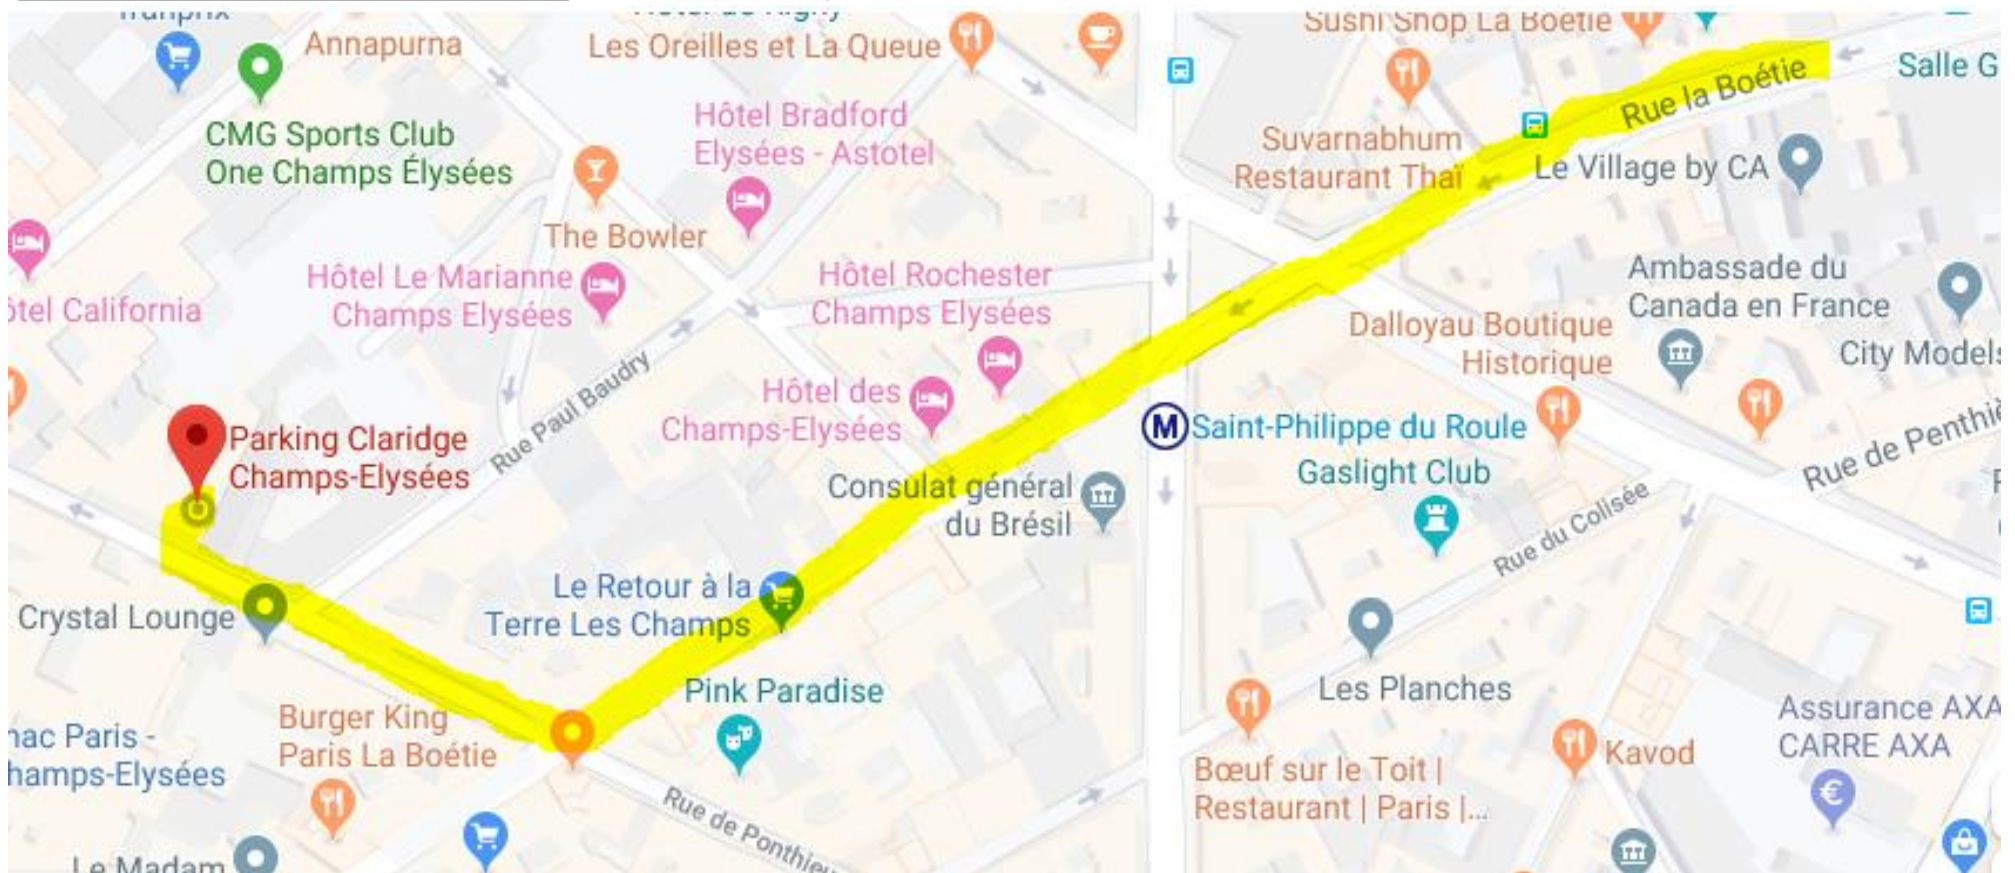 Annapurna
Les Oreilles et La Queue
Sushi Shop La Boétie
Salle G
Rue la Boétie
CMG Sports Club
One Champs Élysées
Hôtel Bradford
Elysées - Astotel
Suvarnabhum
Restaurant Thaï
Le Village by CA
The Bowler
Hôtel Le Marianne
Champs Elysées
Hôtel Rochester
Champs Elysées
Ambassade du
Canada en France
ôtel California
Dalloyau Boutique
Historique
City Models
Rue Paul Baudry
Hôtel des
Champs-Elysées
M
Saint-Philippe du Roule
Parking Claridge
Champs-Elysées
Gaslight Club
Rue de Penthiè
Consulat général
du Brésil
Rue du Colisée
Le Retour à la
Terre Les Champs
Crystal Lounge
Pink Paradise
Les Planches
Burger King
Paris La Boétie
nac Paris -
hamps-Elysées
Assurance AXA
CARRE AXA
Kavod
Bœuf sur le Toit |
Restaurant | Paris |...
Rue de Ponthieu
€
Le Madam